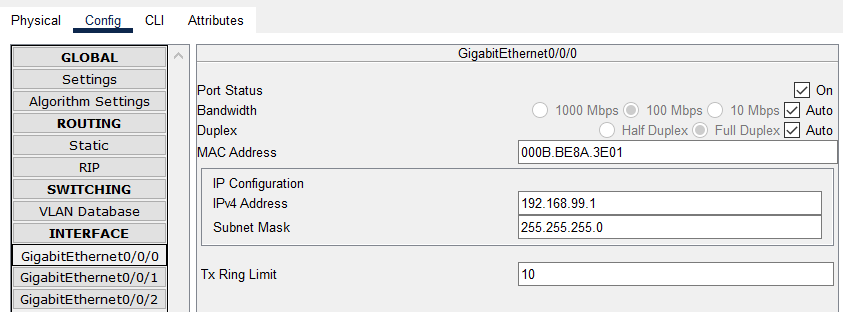 Physical Config CLI Attributes
GLOBAL
Settings
Algorithm Settings
ROUTING
Static
RIP
SWITCHING
VLAN Database
INTERFACE
GigabitEthernet0/0/0
GigabitEthernet0/0/1
GigabitEthernet0/0/2
GigabitEthernet0/0/0
Port Status On
Bandwidth 1000 Mbps 100 Mbps 10 Mbps Auto
Duplex Half Duplex Full Duplex Auto
MAC Address 000B.BE8A.3E01
IP Configuration
IPv4 Address 192.168.99.1
Subnet Mask 255.255.255.0
Tx Ring Limit 10